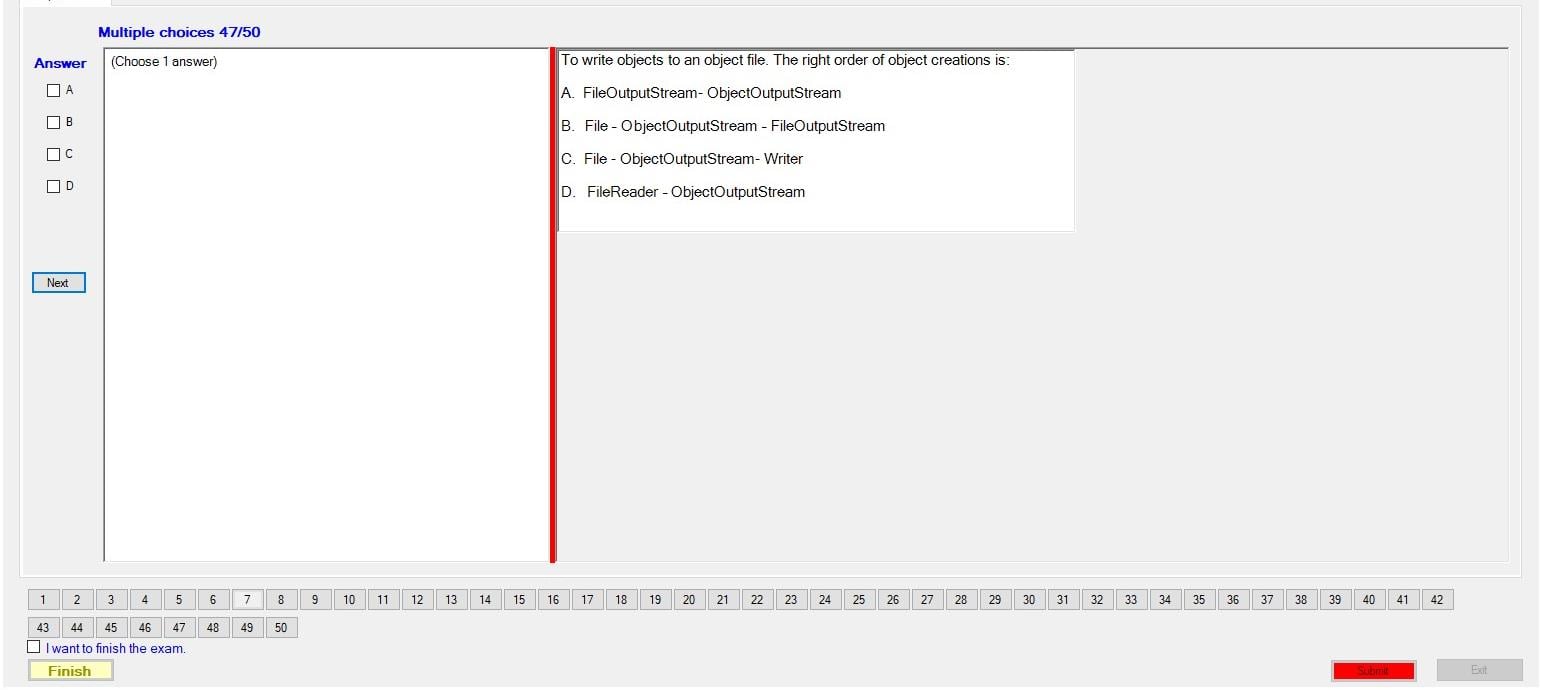 Multiple choices 47/50
Answer
(Choose 1 answer)
A
B
C
D
Next
To write objects to an object file. The right order of object creations is:
A. FileOutputStream- ObjectOutputStream
B. File - ObjectOutputStream - FileOutputStream
C. File - ObjectOutputStream- Writer
D. FileReader - ObjectOutputStream
1 2 3 4 5 6 7 8 9 10 11 12 13 14 15 16 17 18 19 20 21 22 23 24 25 26 27 28 29 30 31 32 33 34 35 36 37 38 39 40 41 42
43 44 45 46 47 48 49 50
I want to finish the exam.
Finish
Submit
Exit